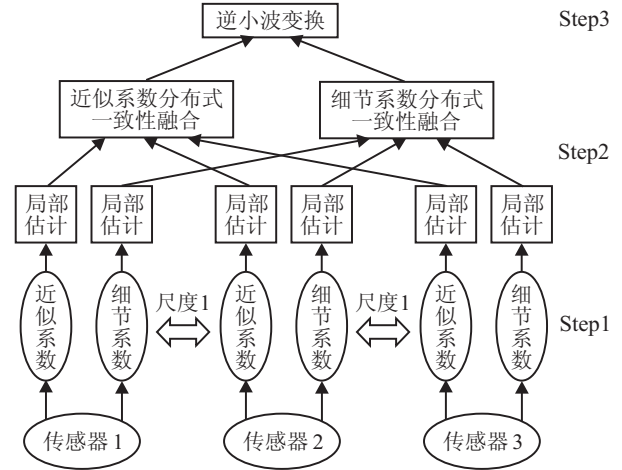 逆小波变换
Step3
近似系数分布式
一致性融合
细节系数分布式
一致性融合
Step2
局部
估计
局部
估计
局部
估计
局部
估计
局部
估计
局部
估计
近似系数
细节系数
尺度1
近似系数
细节系数
尺度1
近似系数
细节系数
Step1
传感器 1
传感器 2
传感器 3